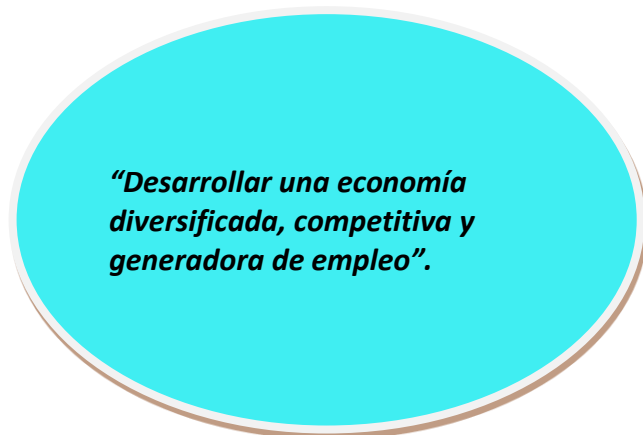 “Desarrollar una economía
diversificada, competitiva y
generadora de empleo”.